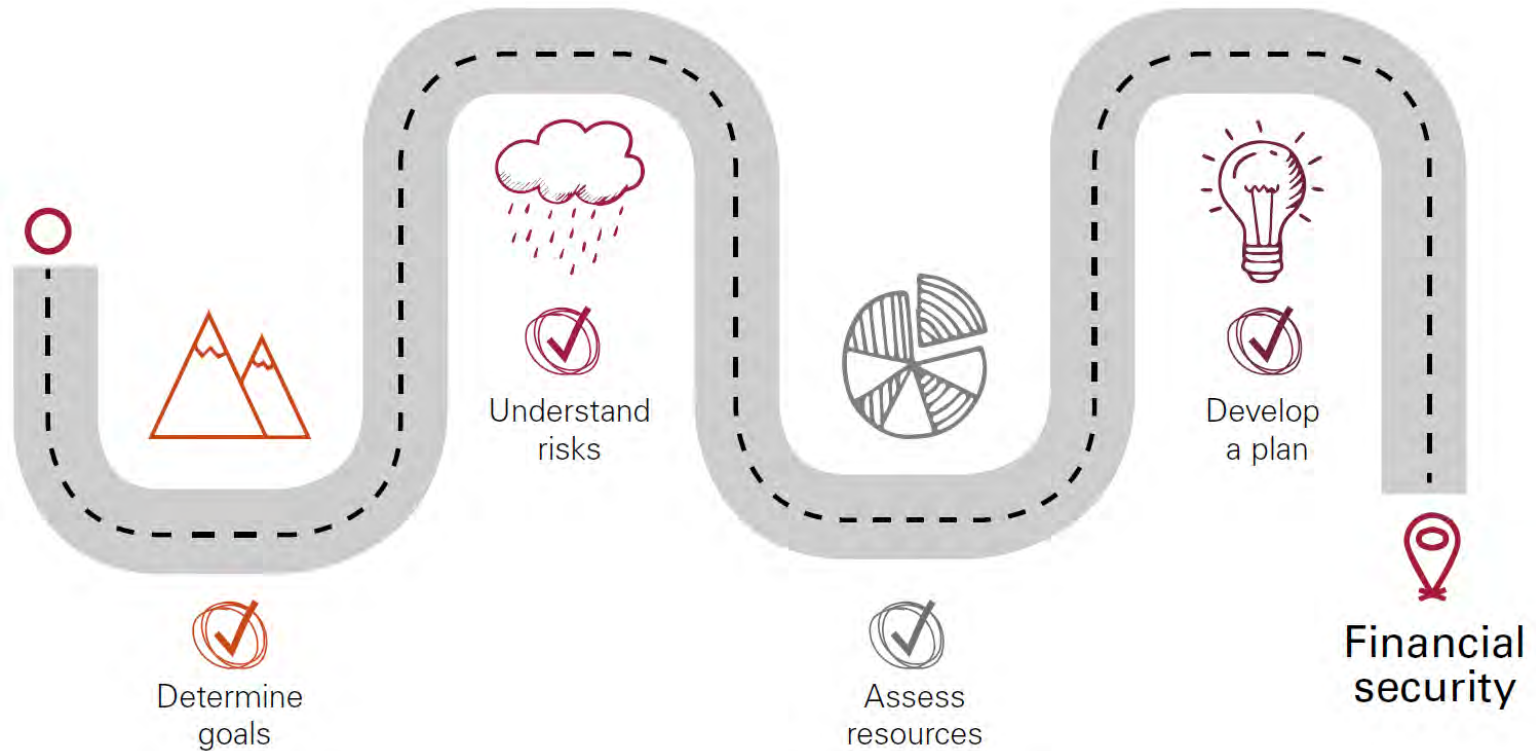 Determine
goals
Understand
risks
Assess
resources
Develop
a plan
Financial
security